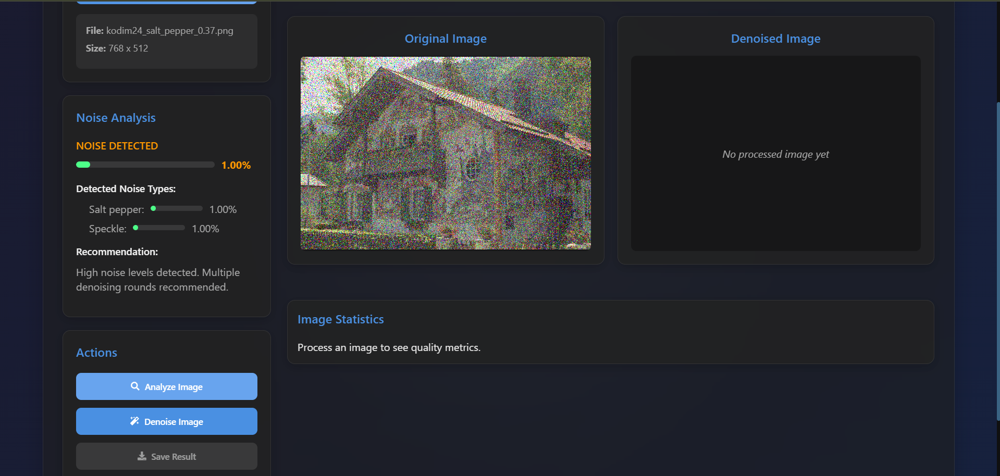 File: kodim24_salt_pepper_0.37.png
Size: 768 x 512
Noise Analysis
NOISE DETECTED
1.00%
Detected Noise Types:
Salt pepper: 1.00%
Speckle: 1.00%
Recommendation:
High noise levels detected. Multiple
denoising rounds recommended.
Actions
Analyze Image
Denoise Image
Save Result
Original Image
Denoised Image
No processed image yet
Image Statistics
Process an image to see quality metrics.